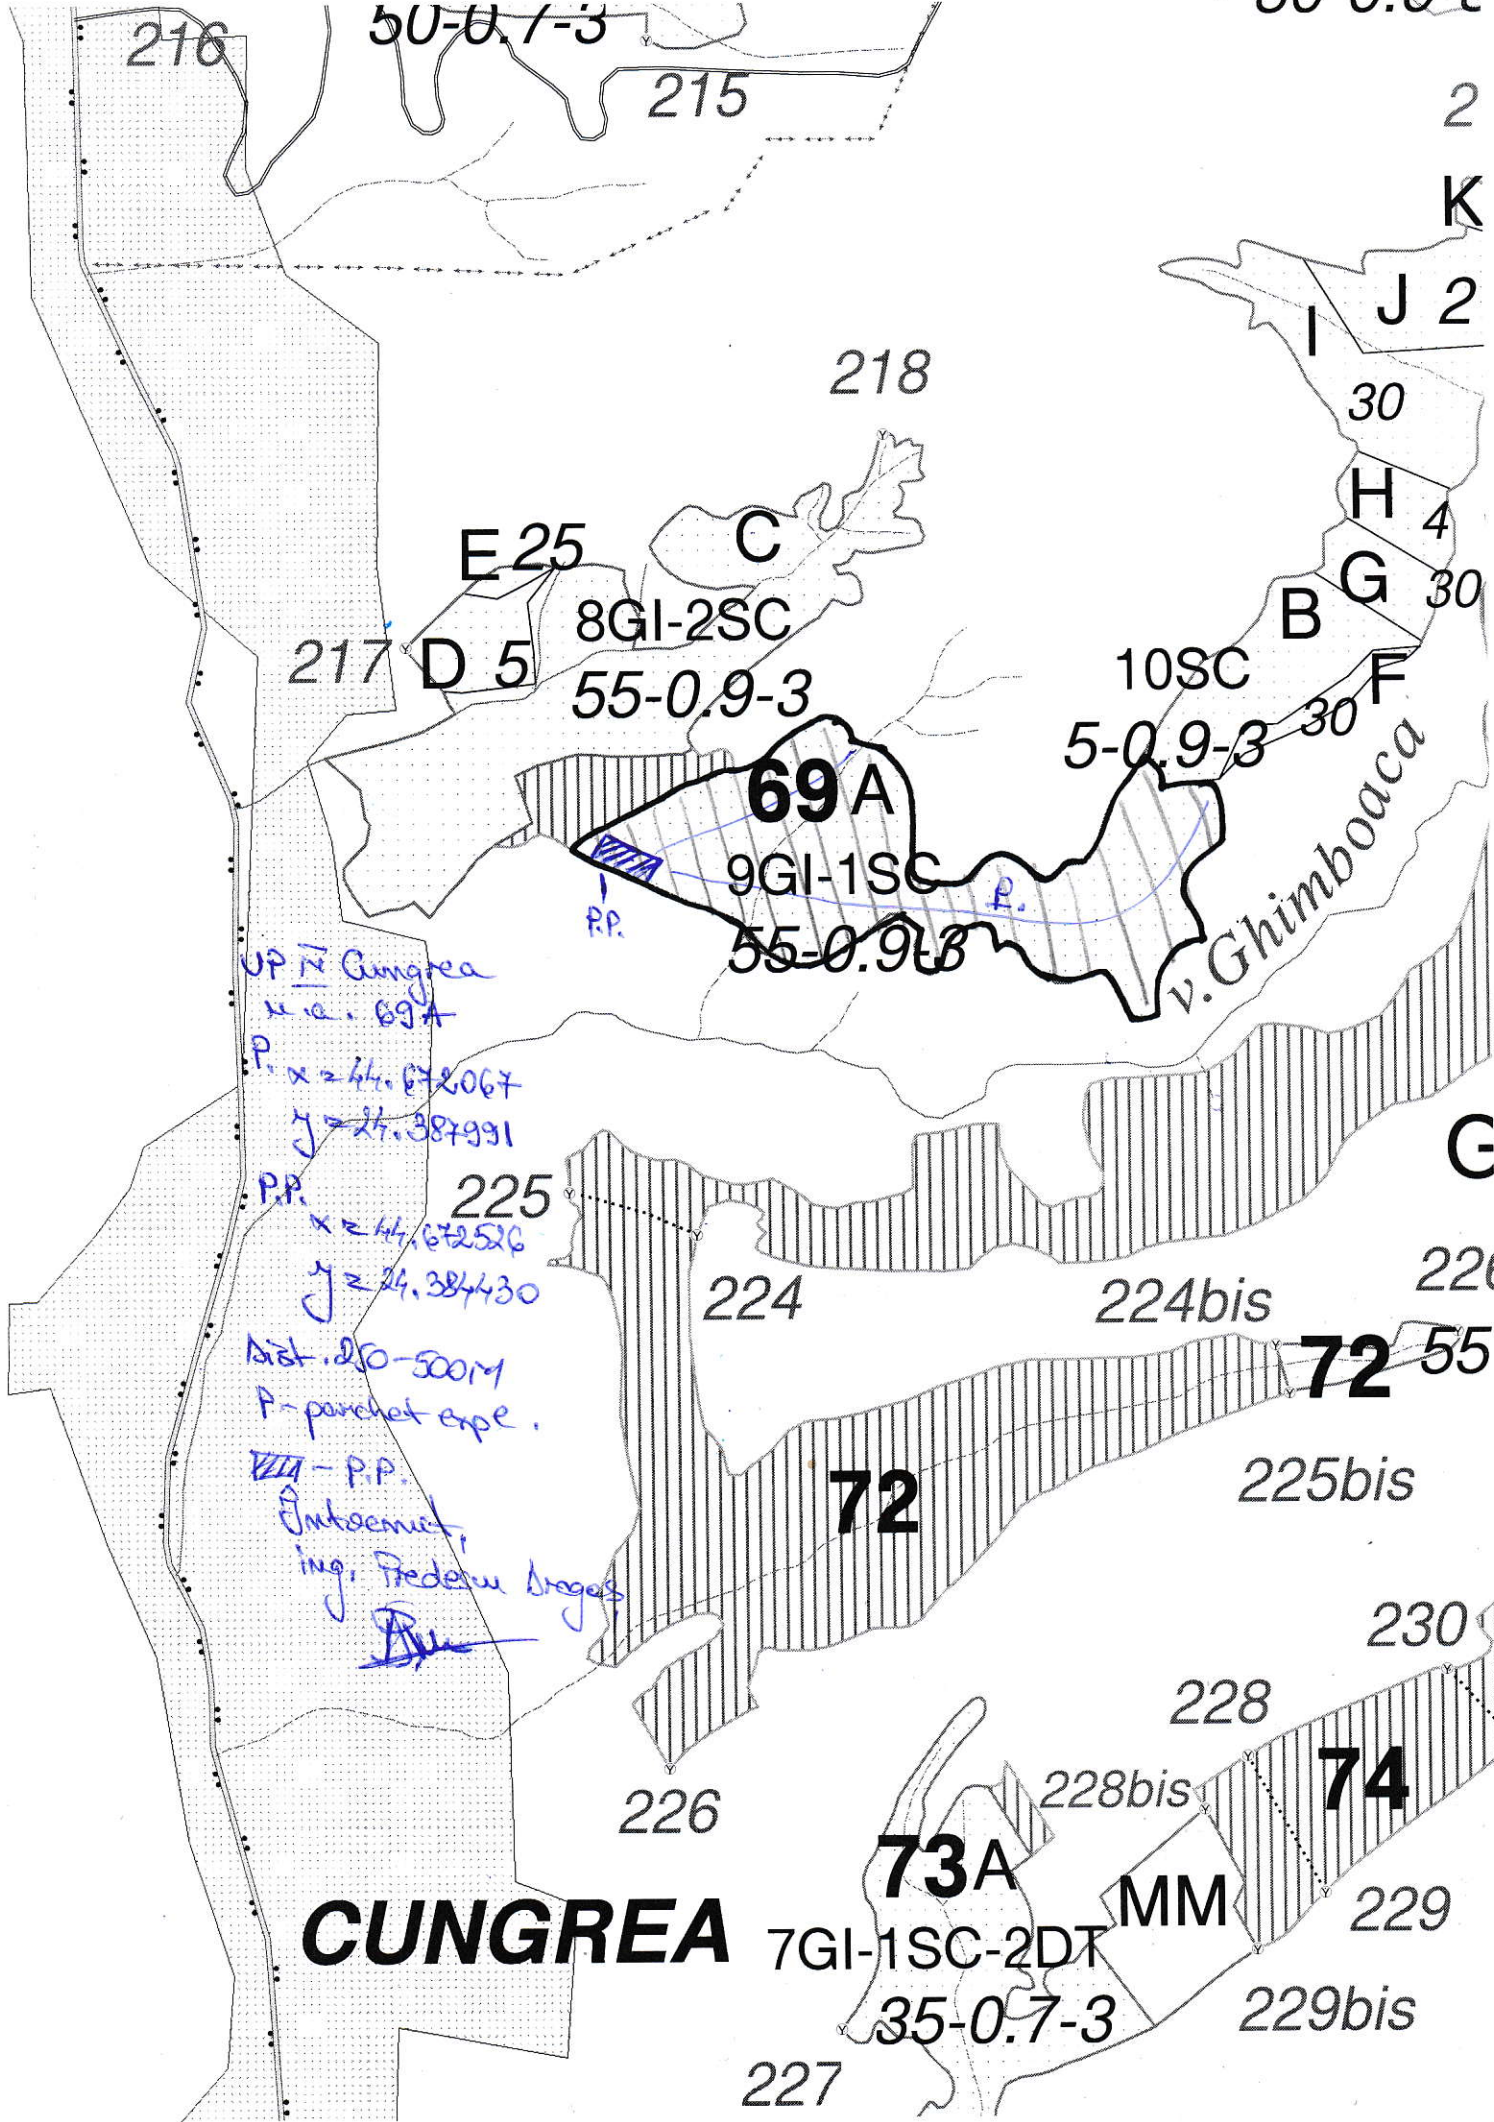 216
50-0.7-3
215
2
K
J 2
I
218
30
H
4
E 25
C
G
30
8GI-2SC
B
217
D 5
10SC
F
55-0.9-3
30
5-0.9-3
69 A
9GI-1SC
P.
P.P.
55-0.9-3
v.Ghimboaca
UP IV Cungrea
u.a. 69A
P.
x = 44.672067
y = 24.387991
P.P.
x = 44.672526
y = 24.384430
Dist. 250-500m
P - parchet expl.
- P.P.
Întocmit,
ing. Dragoș
225
G
224
224bis
226
72 55
72
225bis
230
228
226
228bis
74
73 A
MM
229
CUNGREA
7GI-1SC-2DT
35-0.7-3
229bis
227